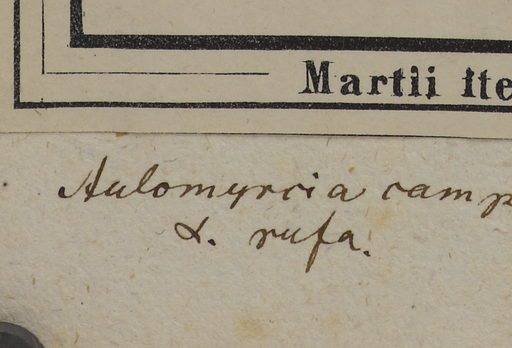 Martii Ite
Aulomyrcia camp
α. rufa.